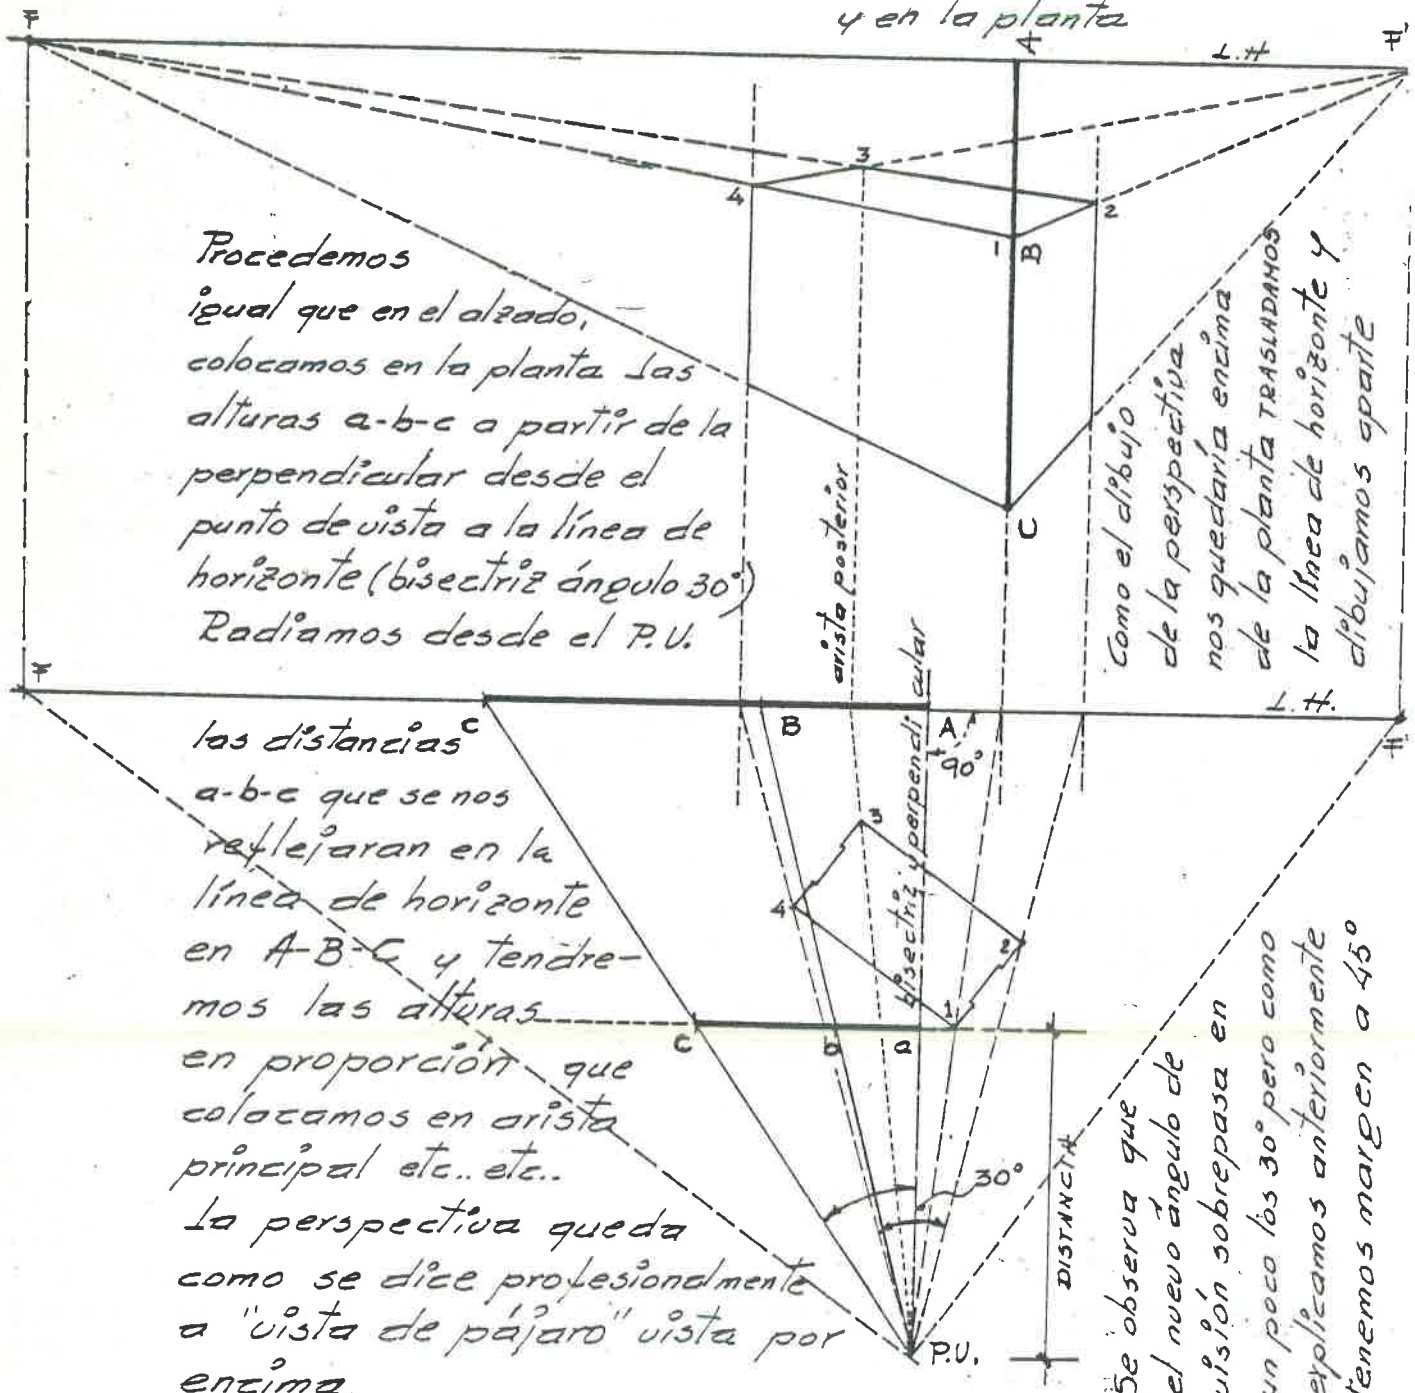 y en la planta
F
A
L.H
F'
3
4
2
1
B
C
Procedemos
igual que en el alzado,
colocamos en la planta las
alturas a-b-c a partir de la
perpendicular desde el
punto de vista a la línea de
horizonte (bisectriz ángulo 30°)
Radiamos desde el P.V.
arista posterior
Como el dibujo
de la perspectiva
nos quedaría encima
de la planta TRASLADAMOS
la línea de horizonte y
dibujamos aparte
F
C
B
A
L.H.
F'
90°
bisectriz y perpendicular
las distancias
a-b-c que se nos
reflejaran en la
línea de horizonte
en A-B-C y tendre-
mos las alturas
en proporción que
colocamos en arista
principal etc.. etc..
La perspectiva queda
como se dice profesionalmente
a "vista de pájaro" vista por
encima
3
4
2
1
c
b
a
30°
DISTANCIA
P.V.
Se observa que
el nuevo ángulo de
visión sobrepasa en
un poco los 30° pero como
explicamos anteriormente
tenemos margen a 45°